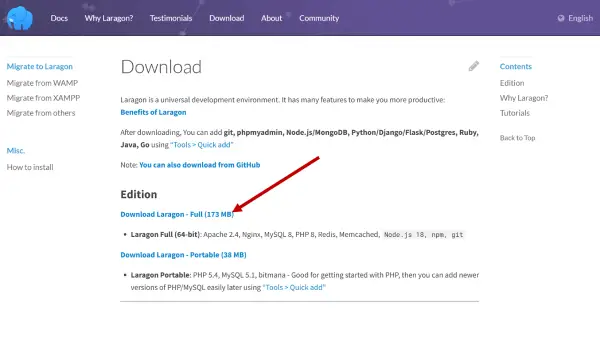 Docs Why Laragon? Testimonials Download About Community English
Migrate to Laragon
Migrate from WAMP
Migrate from XAMPP
Migrate from others
Misc.
How to install
Download
Laragon is a universal development environment. It has many features to make you more productive:
Benefits of Laragon
After downloading, You can add git, phpmyadmin, Node.js/MongoDB, Python/Django/Flask/Postgres, Ruby,
Java, Go using “Tools > Quick add”
Note: You can also download from GitHub
Edition
Download Laragon - Full (173 MB)
• Laragon Full (64-bit): Apache 2.4, Nginx, MySQL 8, PHP 8, Redis, Memcached, Node.js 18, npm, git
Download Laragon - Portable (38 MB)
• Laragon Portable: PHP 5.4, MySQL 5.1, bitmana - Good for getting started with PHP, then you can add newer
versions of PHP/MySQL easily later using “Tools > Quick add”
Contents
Edition
Why Laragon?
Tutorials
Back to Top